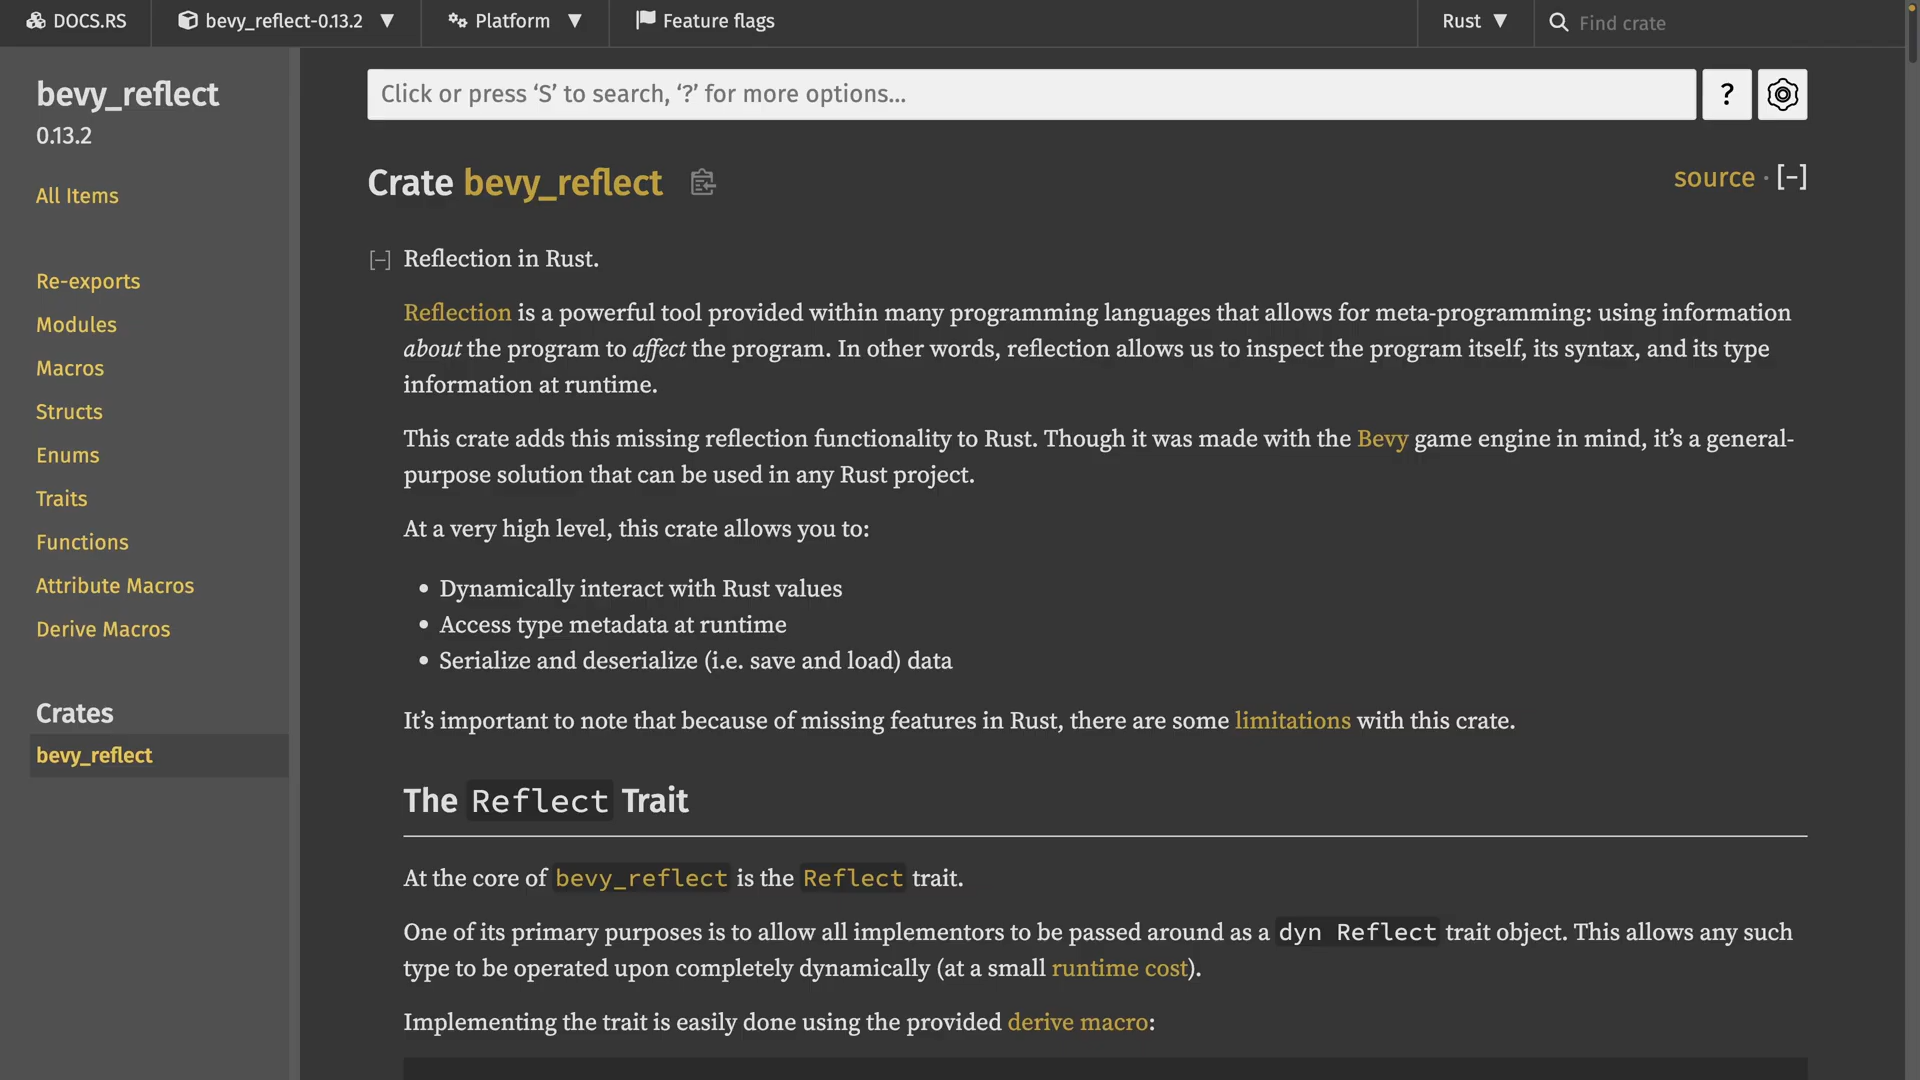 DOCS.RS
bevy_reflect-0.13.2 ▼
Platform ▼
Feature flags
Rust ▼
Find crate
bevy_reflect
0.13.2
All Items
Re-exports
Modules
Macros
Structs
Enums
Traits
Functions
Attribute Macros
Derive Macros
Crates
bevy_reflect
Click or press ‘S’ to search, ‘?’ for more options…
?
Crate bevy_reflect
source · [−]
[−] Reflection in Rust.
Reflection is a powerful tool provided within many programming languages that allows for meta-programming: using information
about the program to affect the program. In other words, reflection allows us to inspect the program itself, its syntax, and its type
information at runtime.
This crate adds this missing reflection functionality to Rust. Though it was made with the Bevy game engine in mind, it’s a general-
purpose solution that can be used in any Rust project.
At a very high level, this crate allows you to:
• Dynamically interact with Rust values
• Access type metadata at runtime
• Serialize and deserialize (i.e. save and load) data
It’s important to note that because of missing features in Rust, there are some limitations with this crate.
The Reflect Trait
At the core of bevy_reflect is the Reflect trait.
One of its primary purposes is to allow all implementors to be passed around as a dyn Reflect trait object. This allows any such
type to be operated upon completely dynamically (at a small runtime cost).
Implementing the trait is easily done using the provided derive macro: